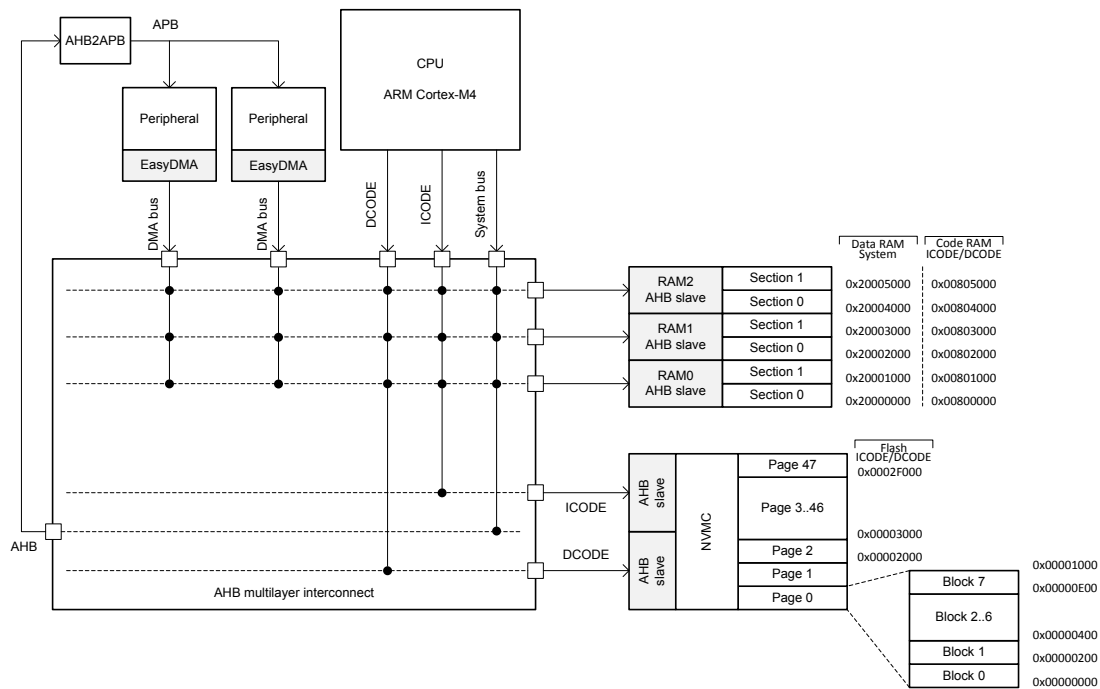 AHB2APB
APB
CPU
ARM Cortex-M4
Peripheral
EasyDMA
Peripheral
EasyDMA
DMA bus
DMA bus
DCODE
ICODE
System bus
Data RAM
System
Code RAM
ICODE/DCODE
RAM2
AHB slave
Section 1
Section 0
0x20005000
0x00805000
0x20004000
0x00804000
RAM1
AHB slave
Section 1
Section 0
0x20003000
0x00803000
0x20002000
0x00802000
RAM0
AHB slave
Section 1
Section 0
0x20001000
0x00801000
0x20000000
0x00800000
Flash
ICODE/DCODE
0x0002F000
Page 47
Page 3..46
0x00003000
Page 2
0x00002000
Page 1
0x00001000
Page 0
AHB
slave
AHB
slave
NVMC
ICODE
DCODE
AHB
AHB multilayer interconnect
Block 7
0x00000E00
Block 2..6
0x00000400
Block 1
0x00000200
Block 0
0x00000000